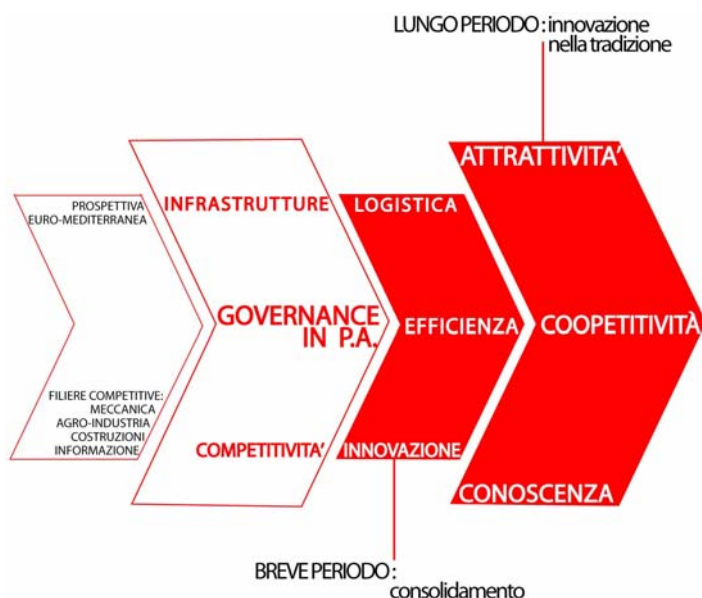 LUNGO PERIODO : innovazione
nella tradizione
PROSPETTIVA
EURO-MEDITERRANEA
FILIERE COMPETITIVE:
MECCANICA
AGRO-INDUSTRIA
COSTRUZIONI
INFORMAZIONE
INFRASTRUTTURE
GOVERNANCE
IN P.A.
COMPETITIVITA'
LOGISTICA
EFFICIENZA
INNOVAZIONE
ATTRATTIVITA'
COOPETITIVITÀ
CONOSCENZA
BREVE PERIODO :
consolidamento